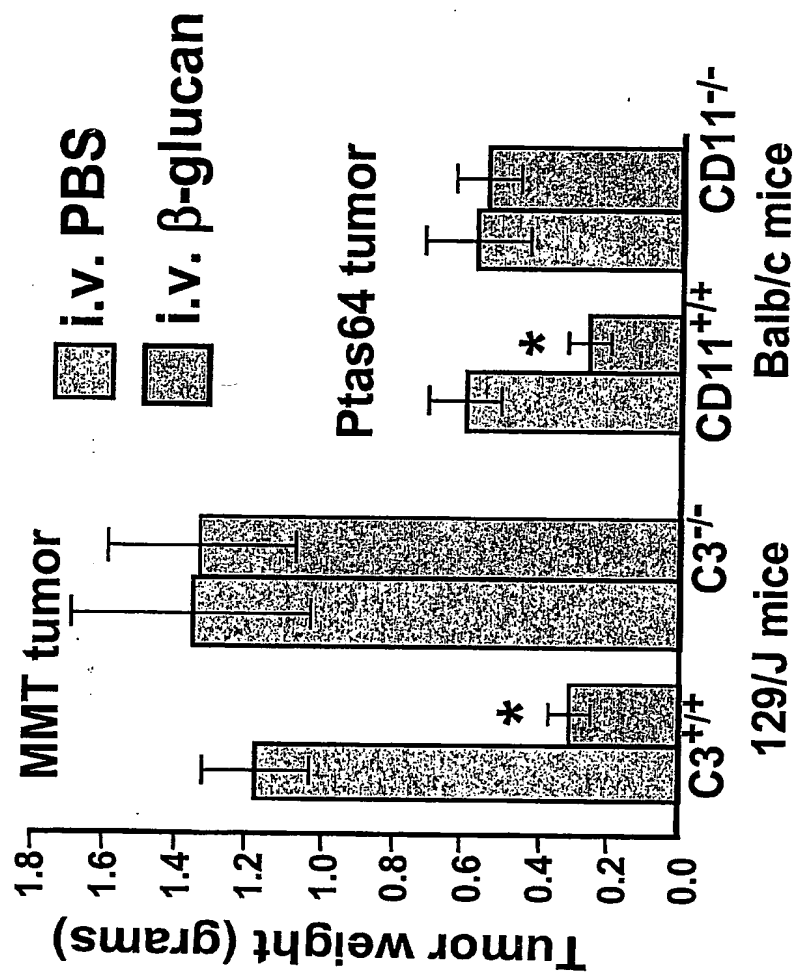 MMT tumor
i.v. PBS
i.v. β-glucan
Ptas64 tumor
Tumor weight (grams)
1.8
1.6
1.4
1.2
1.0
0.8
0.6
0.4
0.2
0.0
*
*
C3+/+
C3-/-
CD11+/+
CD11-/-
129/J mice
Balb/c mice